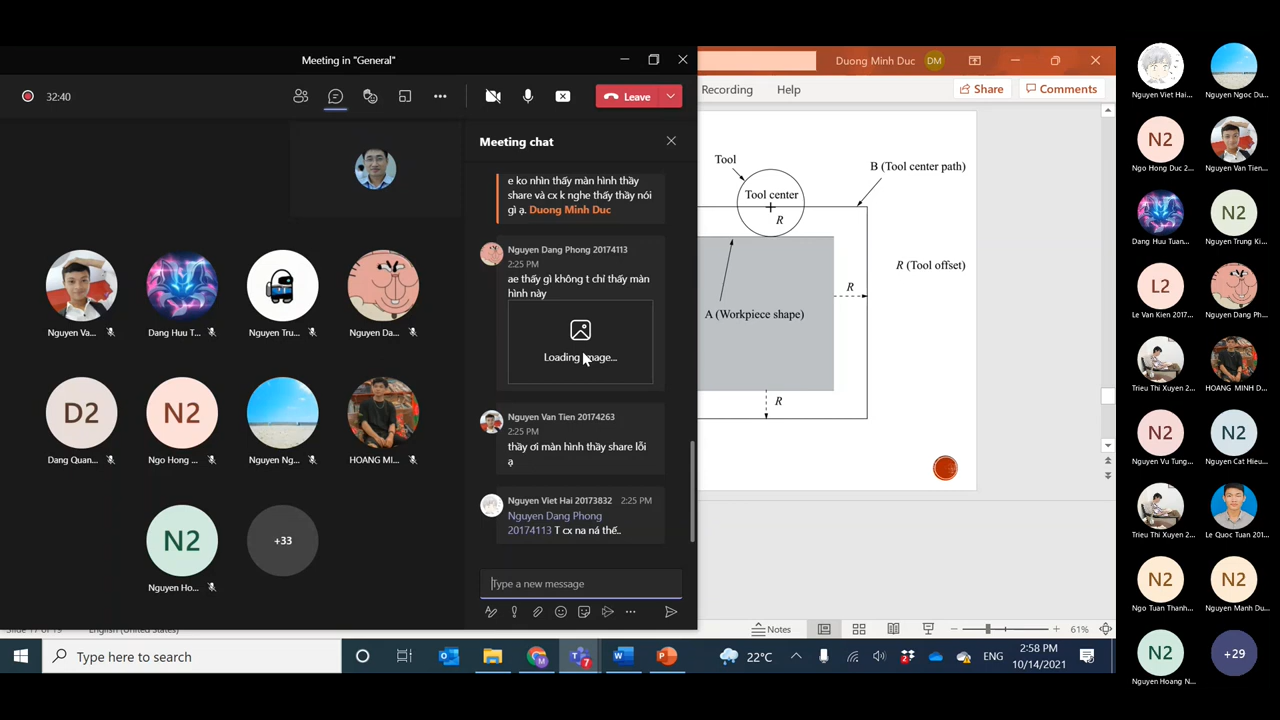 Meeting in "General"
32:40
Leave
Meeting chat
e ko nhìn thấy màn hình thầy
share và cx k nghe thấy thầy nói
gì ạ. Duong Minh Duc
Nguyen Dang Phong 20174113
2:25 PM
ae thấy gì không t chỉ thấy màn
hình này
Loading image...
Nguyen Van Tien 20174263
2:25 PM
thầy ơi màn hình thầy share lỗi
ạ
Nguyen Viet Hai 20173832 2:25 PM
Nguyen Dang Phong
20174113 T cx na ná thế..
Type a new message
Nguyen Va...
Dang Huu T...
Nguyen Tru...
Nguyen Da...
D2
N2
Dang Quan...
Ngo Hong ...
Nguyen Ng...
HOANG MI...
N2
+33
Nguyen Ho...
Duong Minh Duc DM
Recording
Help
Share
Comments
Tool
B (Tool center path)
Tool center
R
R (Tool offset)
R
A (Workpiece shape)
R
English (United States)
Notes
61%
Type here to search
7
22°C
ENG
2:58 PM
10/14/2021
Nguyen Viet Hai...
Nguyen Ngoc Du...
N2
Ngo Hong Duc 2...
Nguyen Van Tien...
N2
Dang Huu Tuan...
Nguyen Trung Ki...
L2
Le Van Kien 2017...
Nguyen Dang Ph...
Trieu Thi Xuyen 2...
HOANG MINH D...
N2
N2
Nguyen Vu Tung...
Nguyen Cat Hieu...
Trieu Thi Xuyen 2...
Le Quoc Tuan 201...
N2
N2
Ngo Tuan Thanh...
Nguyen Manh Du...
N2
+29
Nguyen Hoang N...